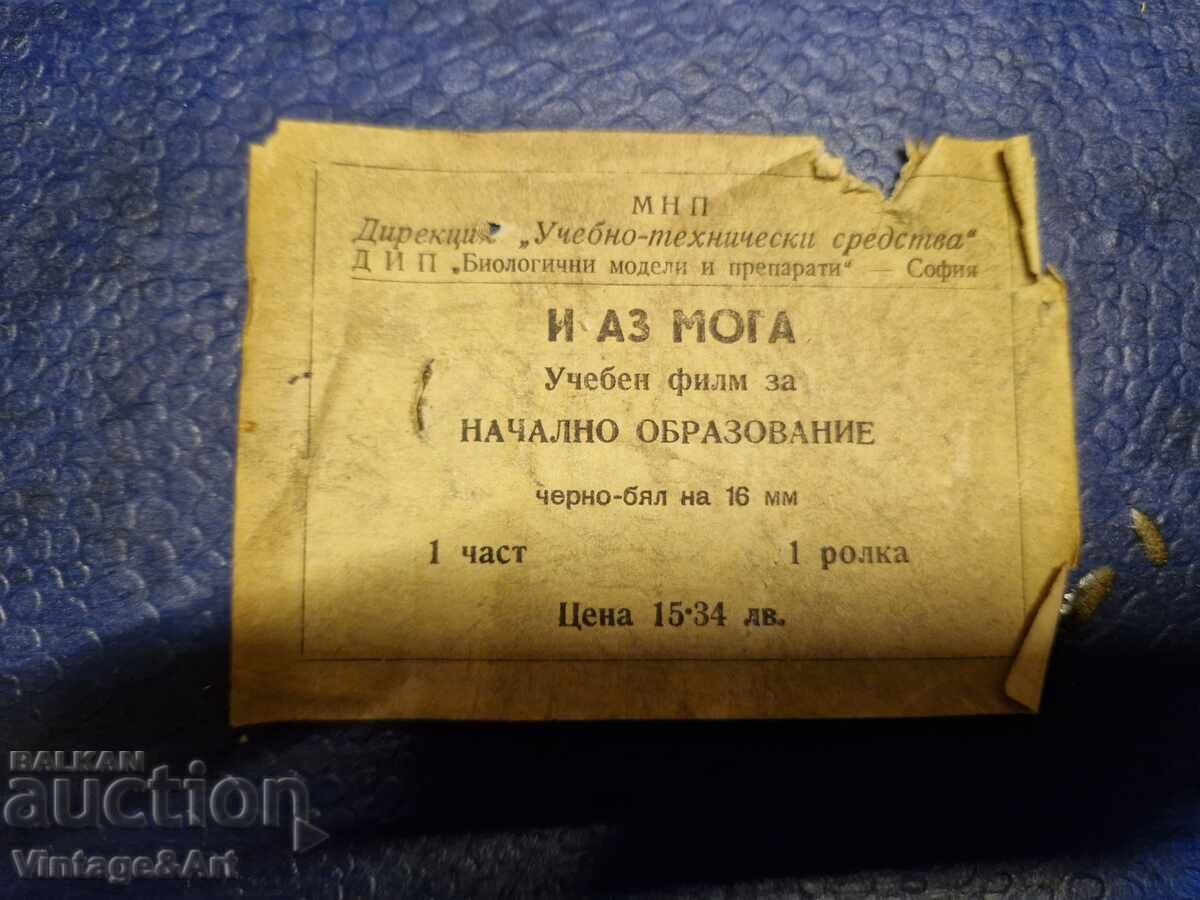 МНП
Дирекция „Учебно-технически средства“
ДИП „Биологични модели и препарати“ — София
И АЗ МОГА
Учебен филм за
НАЧАЛНО ОБРАЗОВАНИЕ
черно-бял на 16 мм
1 част 1 ролка
Цена 15·34 лв.
BALKAN
auction
Vintage&Art